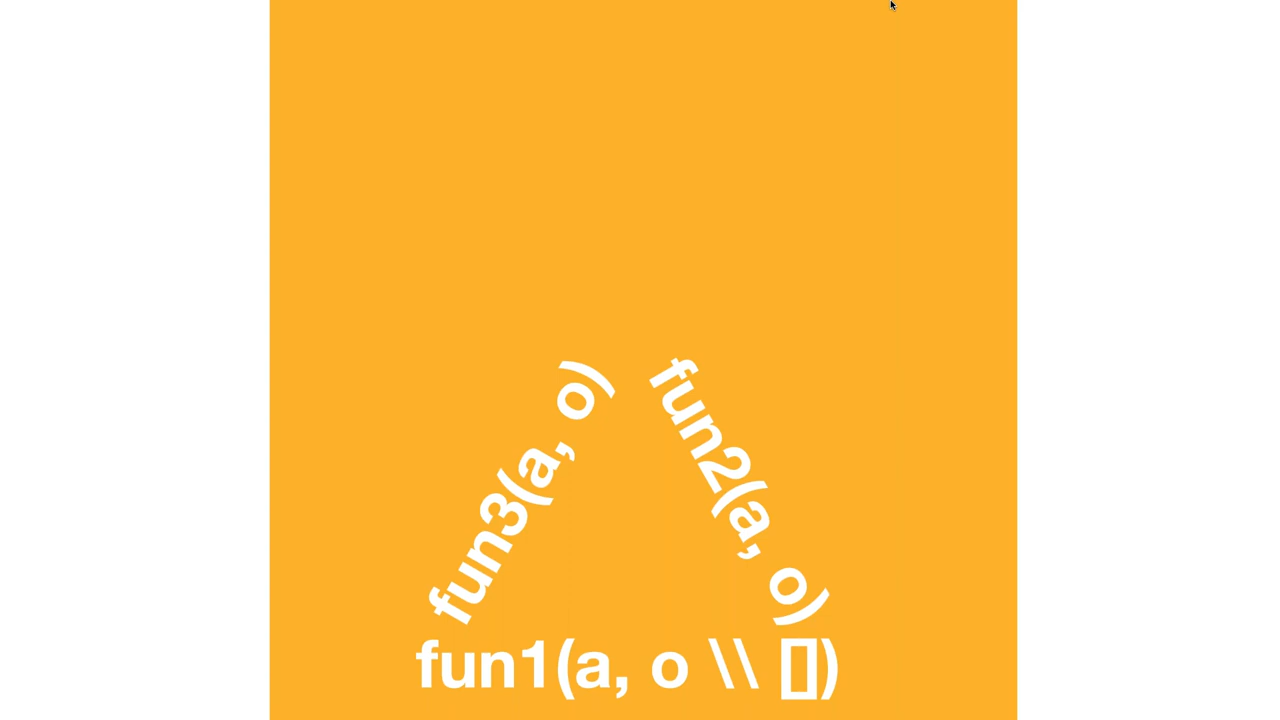 fun3(a, o)
fun2(a, o)
fun1(a, o \\ [])